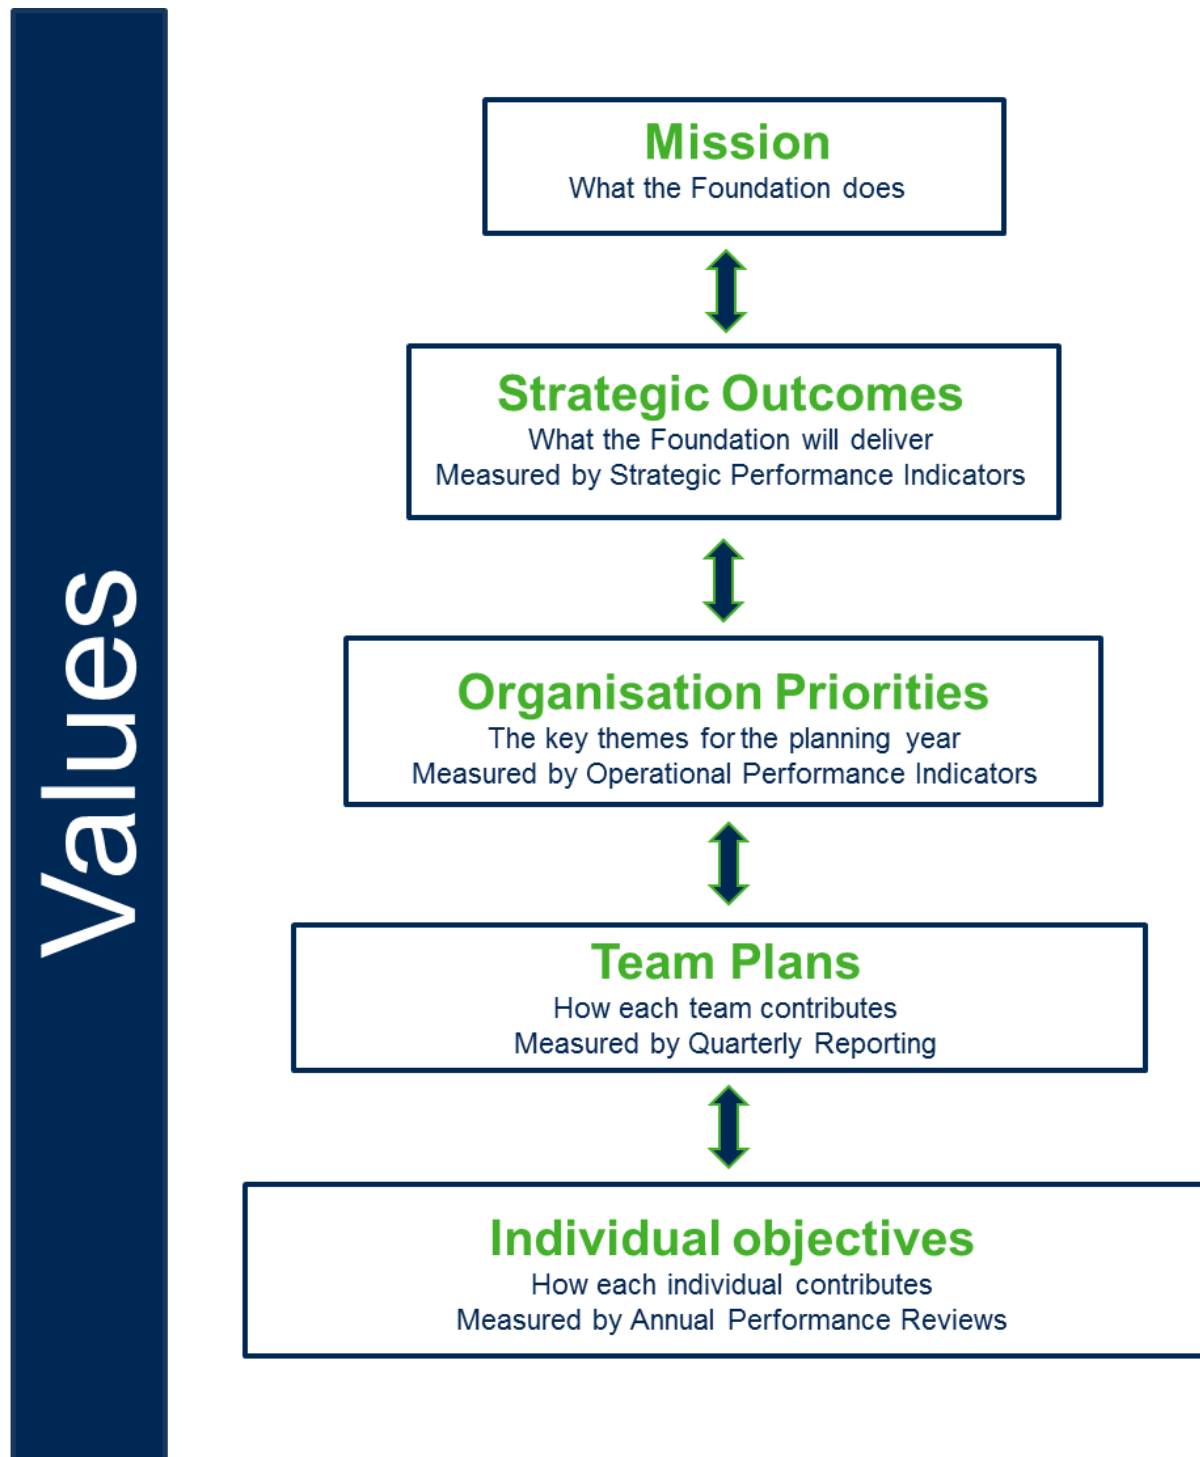 Values
Mission
What the Foundation does
Strategic Outcomes
What the Foundation will deliver
Measured by Strategic Performance Indicators
Organisation Priorities
The key themes for the planning year
Measured by Operational Performance Indicators
Team Plans
How each team contributes
Measured by Quarterly Reporting
Individual objectives
How each individual contributes
Measured by Annual Performance Reviews